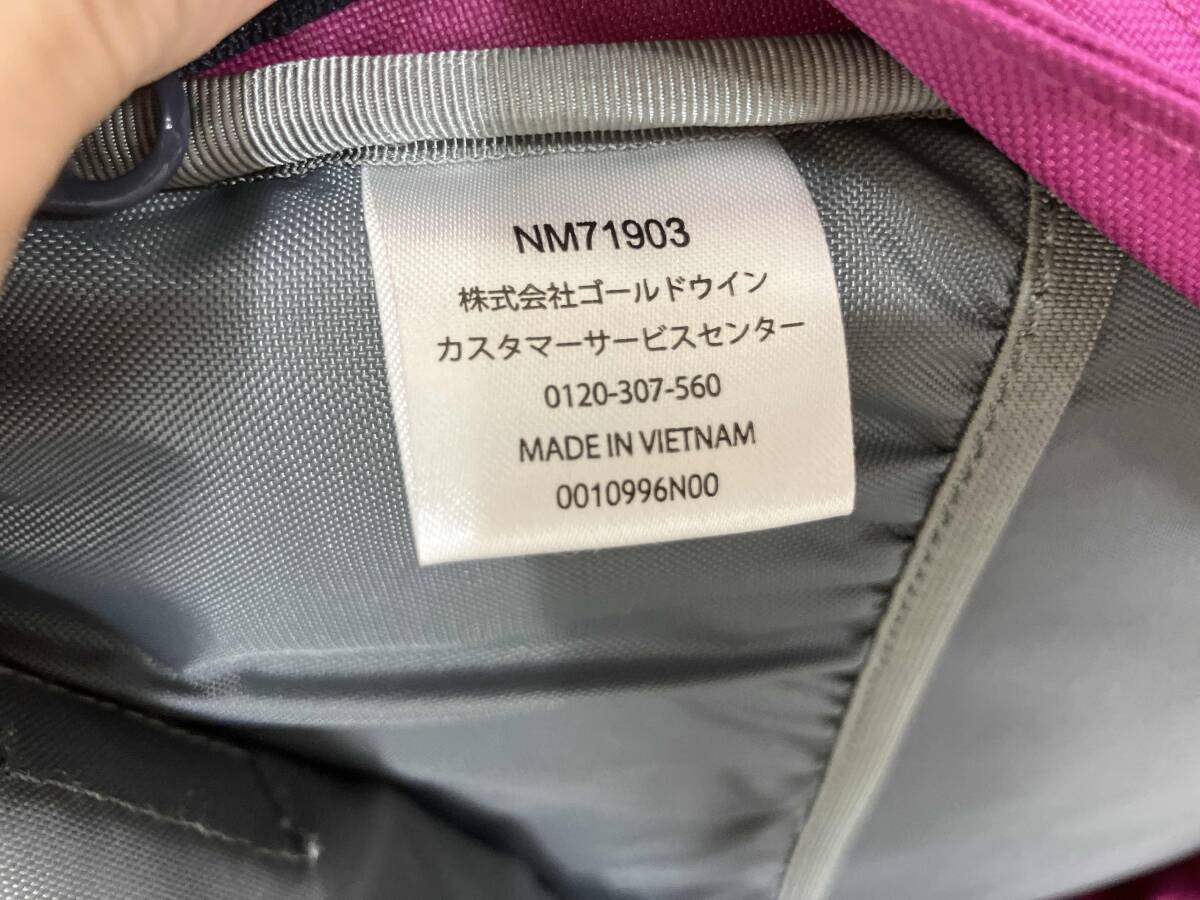 NM71903
株式会社ゴールドウイン
カスタマーサービスセンター
0120-307-560
MADE IN VIETNAM
0010996N00